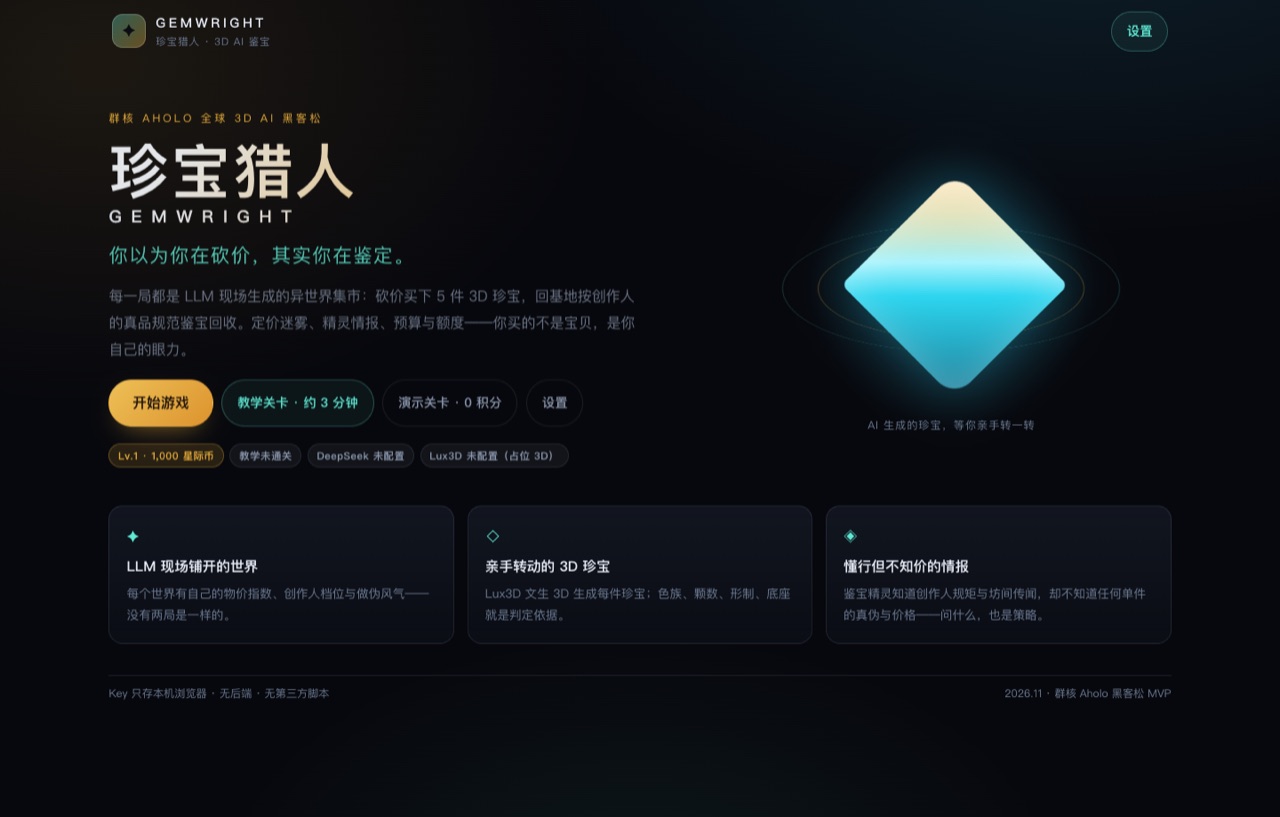 GEMWRIGHT
珍宝猎人 · 3D AI 鉴宝
设置
群核 AHOLO 全球 3D AI 黑客松
珍宝猎人
GEMWRIGHT
你以为你在砍价，其实你在鉴定。
每一局都是 LLM 现场生成的异世界集市：砍价买下 5 件 3D 珍宝，回基地按创作人
的真品规范鉴宝回收。定价迷雾、精灵情报、预算与额度——你买的不是宝贝，是你
自己的眼力。
开始游戏
教学关卡 · 约 3 分钟
演示关卡 · 0 积分
设置
Lv.1 · 1,000 星际币
教学未通关
DeepSeek 未配置
Lux3D 未配置（占位 3D）
AI 生成的珍宝，等你亲手转一转
LLM 现场铺开的世界
每个世界有自己的物价指数、创作人档位与做伪风气——
没有两局是一样的。
亲手转动的 3D 珍宝
Lux3D 文生 3D 生成每件珍宝；色族、颗数、形制、底座
就是判定依据。
懂行但不知价的情报
鉴宝精灵知道创作人规矩与坊间传闻，却不知道任何单件
的真伪与价格——问什么，也是策略。
Key 只存本机浏览器 · 无后端 · 无第三方脚本
2026.11 · 群核 Aholo 黑客松 MVP